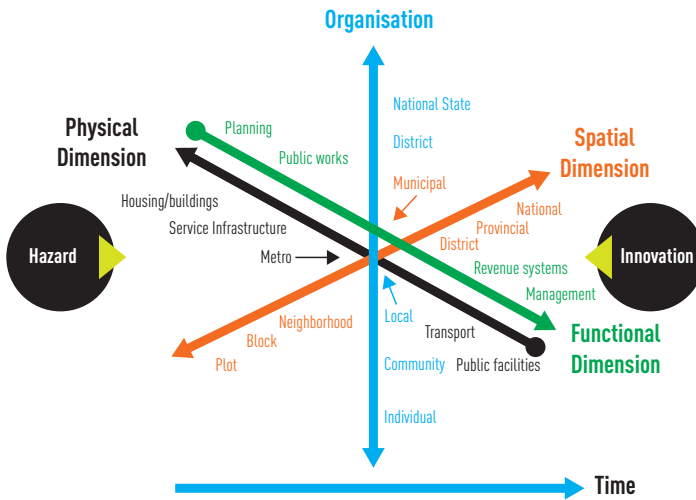 Organisation
National State
Planning
Physical
Dimension
District
Spatial
Dimension
Public works
Municipal
Housing/buildings
National
Service Infrastructure
Provincial
District
Hazard
Metro
Innovation
Revenue systems
Management
Neighborhood
Local
Block
Transport
Functional
Dimension
Plot
Community
Public facilities
Individual
Time